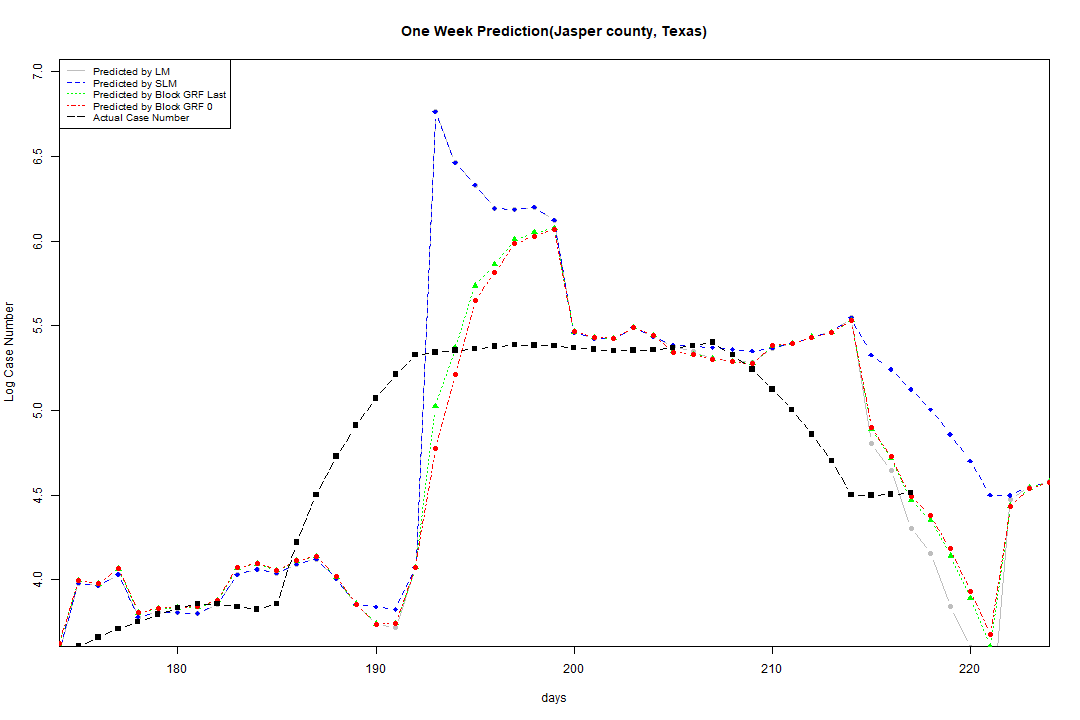 One Week Prediction(Jasper county, Texas)
Predicted by LM
Predicted by SLM
Predicted by Block GRF Last
Predicted by Block GRF 0
Actual Case Number
Log Case Number
7.0
6.5
6.0
5.5
5.0
4.5
4.0
180 190 200 210 220
days